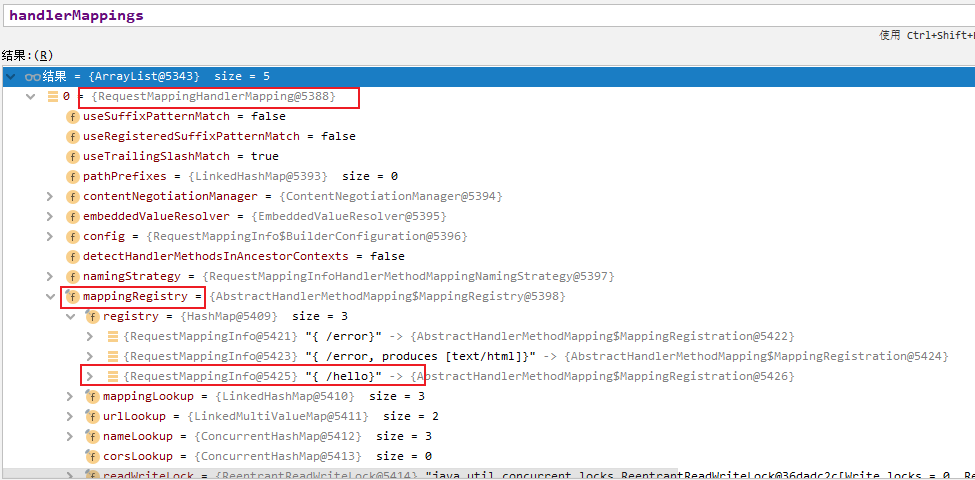 handlerMappings
使用 Ctrl+Shift+
结果:(R)
结果 = {ArrayList@5343} size = 5
0 = {RequestMappingHandlerMapping@5388}
f useSuffixPatternMatch = false
f useRegisteredSuffixPatternMatch = false
f useTrailingSlashMatch = true
f pathPrefixes = {LinkedHashMap@5393} size = 0
f contentNegotiationManager = {ContentNegotiationManager@5394}
f embeddedValueResolver = {EmbeddedValueResolver@5395}
f config = {RequestMappingInfo$BuilderConfiguration@5396}
f detectHandlerMethodsInAncestorContexts = false
f namingStrategy = {RequestMappingInfoHandlerMethodMappingNamingStrategy@5397}
f mappingRegistry = {AbstractHandlerMethodMapping$MappingRegistry@5398}
f registry = {HashMap@5409} size = 3
{RequestMappingInfo@5421} "{ /error}" -> {AbstractHandlerMethodMapping$MappingRegistration@5422}
{RequestMappingInfo@5423} "{ /error, produces [text/html]}" -> {AbstractHandlerMethodMapping$MappingRegistration@5424}
{RequestMappingInfo@5425} "{ /hello}" -> {AbstractHandlerMethodMapping$MappingRegistration@5426}
f mappingLookup = {LinkedHashMap@5410} size = 3
f urlLookup = {LinkedMultiValueMap@5411} size = 2
f nameLookup = {ConcurrentHashMap@5412} size = 3
f corsLookup = {ConcurrentHashMap@5413} size = 0
f readWriteLock = {ReentrantReadWriteLock@5414} "java.util.concurrent.locks.ReentrantReadWriteLock@36dadc2c[Write locks = 0, Re